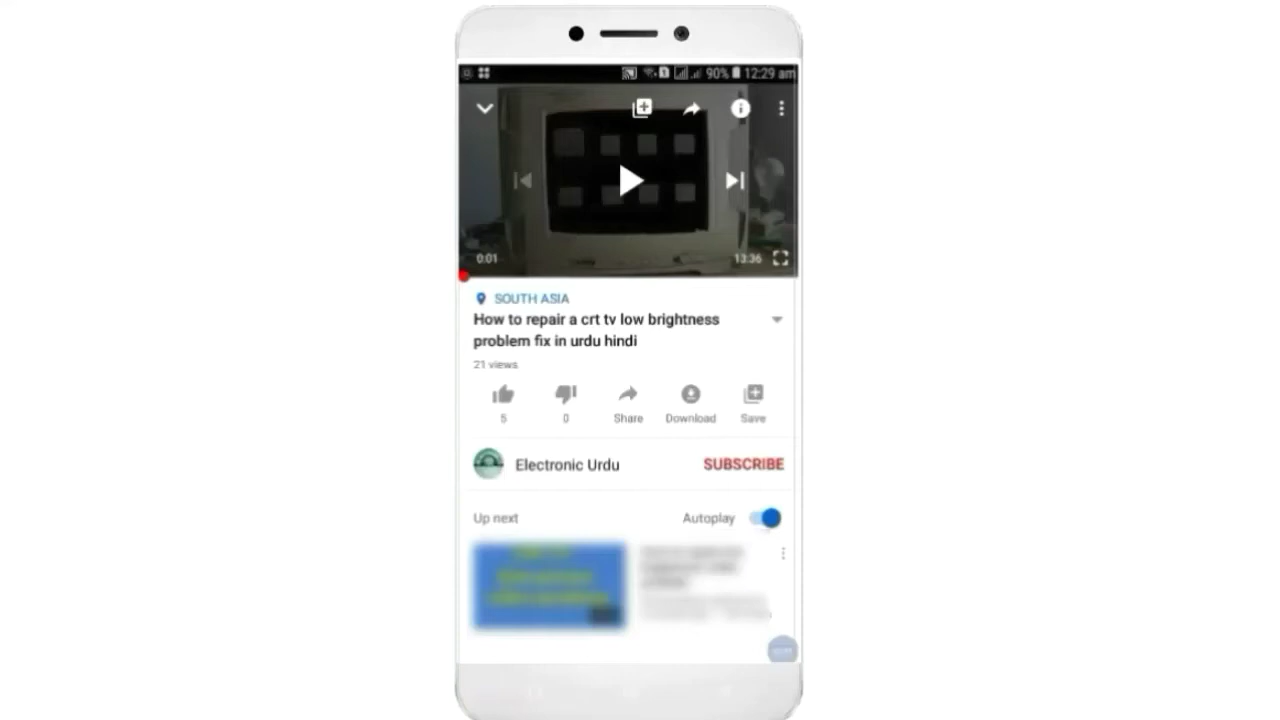 90% 12:29 am
0:01 13:36
SOUTH ASIA
How to repair a crt tv low brightness
problem fix in urdu hindi
21 views
5 0 Share Download Save
Electronic Urdu SUBSCRIBE
Up next Autoplay